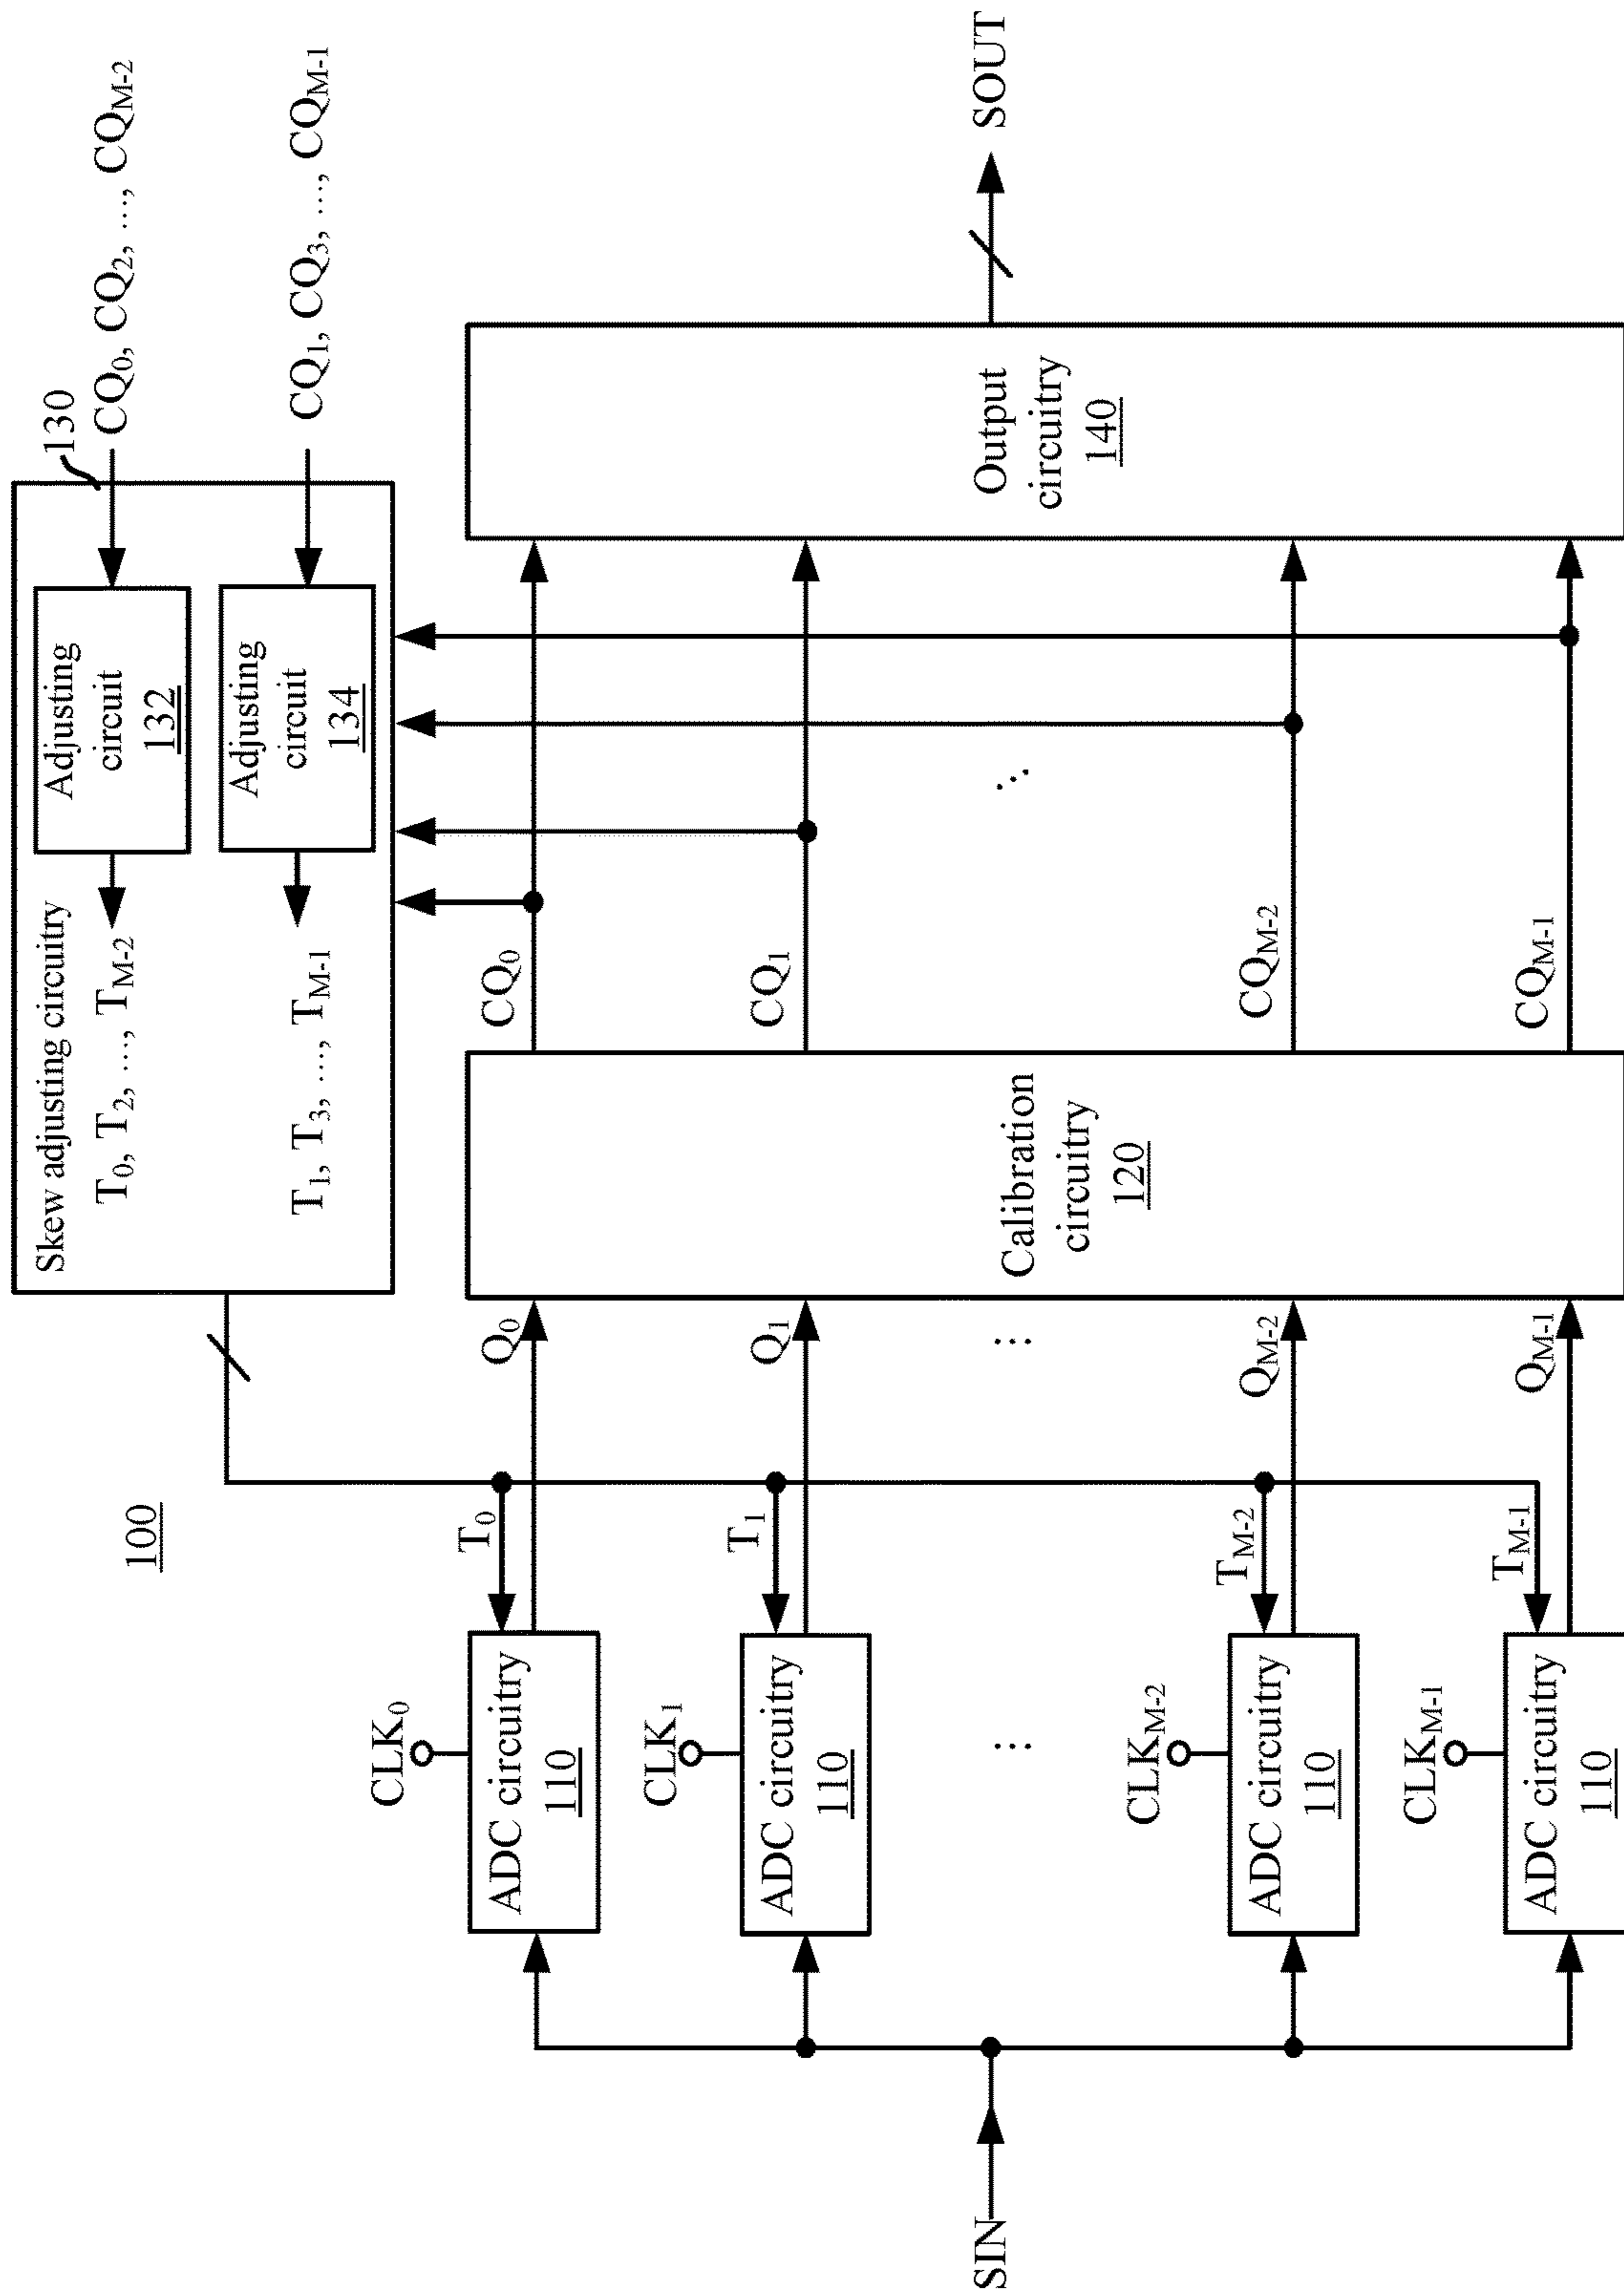 100
Skew adjusting circuitry
130
T0, T2, ..., TM-2
Adjusting
circuit
132
CQ0, CQ2, ..., CQM-2
T1, T3, ..., TM-1
Adjusting
circuit
134
CQ1, CQ3, ..., CQM-1
SIN
CLK0
ADC circuitry
110
T0
Q0
CLK1
ADC circuitry
110
T1
Q1
⋮
CLKM-2
ADC circuitry
110
TM-2
QM-2
⋮
CLKM-1
ADC circuitry
110
TM-1
QM-1
Calibration
circuitry
120
CQ0
CQ1
⋰
CQM-2
CQM-1
Output
circuitry
140
SOUT